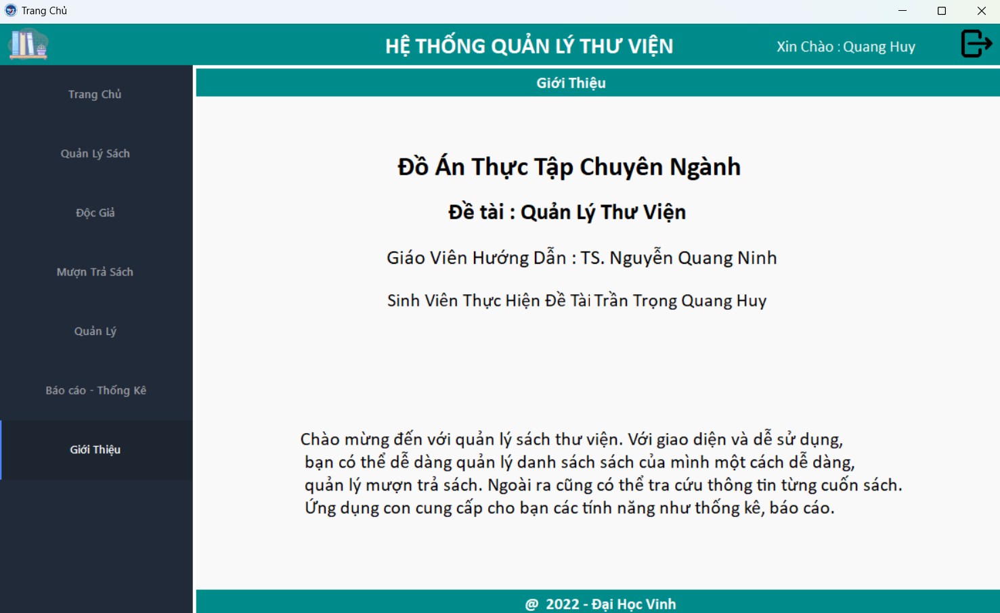 Trang Chủ
HỆ THỐNG QUẢN LÝ THƯ VIỆN
Xin Chào : Quang Huy
Trang Chủ
Quản Lý Sách
Độc Giả
Mượn Trả Sách
Quản Lý
Báo cáo - Thống Kê
Giới Thiệu
Giới Thiệu
Đồ Án Thực Tập Chuyên Ngành
Đề tài : Quản Lý Thư Viện
Giáo Viên Hướng Dẫn : TS. Nguyễn Quang Ninh
Sinh Viên Thực Hiện Đề Tài Trần Trọng Quang Huy
Chào mừng đến với quản lý sách thư viện. Với giao diện và dễ sử dụng,
bạn có thể dễ dàng quản lý danh sách sách của mình một cách dễ dàng,
quản lý mượn trả sách. Ngoài ra cũng có thể tra cứu thông tin từng cuốn sách.
Ứng dụng con cung cấp cho bạn các tính năng như thống kê, báo cáo.
@ 2022 - Đại Học Vinh